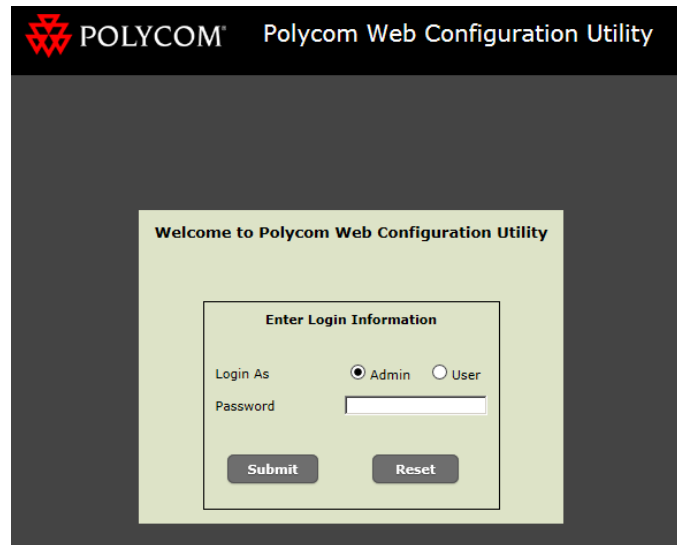 POLYCOM® Polycom Web Configuration Utility
Welcome to Polycom Web Configuration Utility
Enter Login Information
Login As Admin User
Password
Submit Reset